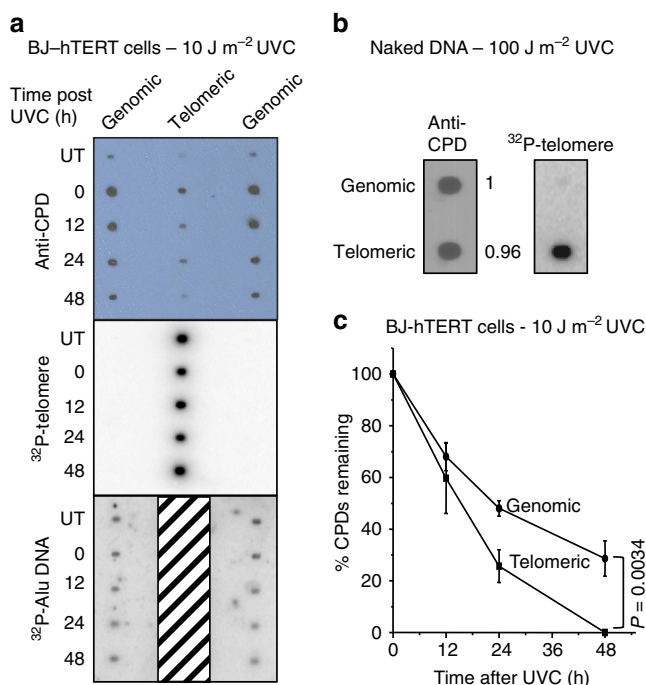 a
BJ–hTERT cells – 10 J m⁻² UVC
Time post
UVC (h)
Genomic
Telomeric
Genomic
Anti-CPD
UT
0
12
24
48
³²P-telomere
UT
0
12
24
48
³²P-Alu DNA
UT
0
12
24
48
b
Naked DNA – 100 J m⁻² UVC
Anti-
CPD
³²P-telomere
Genomic
1
Telomeric
0.96
c
BJ-hTERT cells - 10 J m⁻² UVC
% CPDs remaining
100
80
60
40
20
0
Genomic
Telomeric
P = 0.0034
0 12 24 36 48
Time after UVC (h)